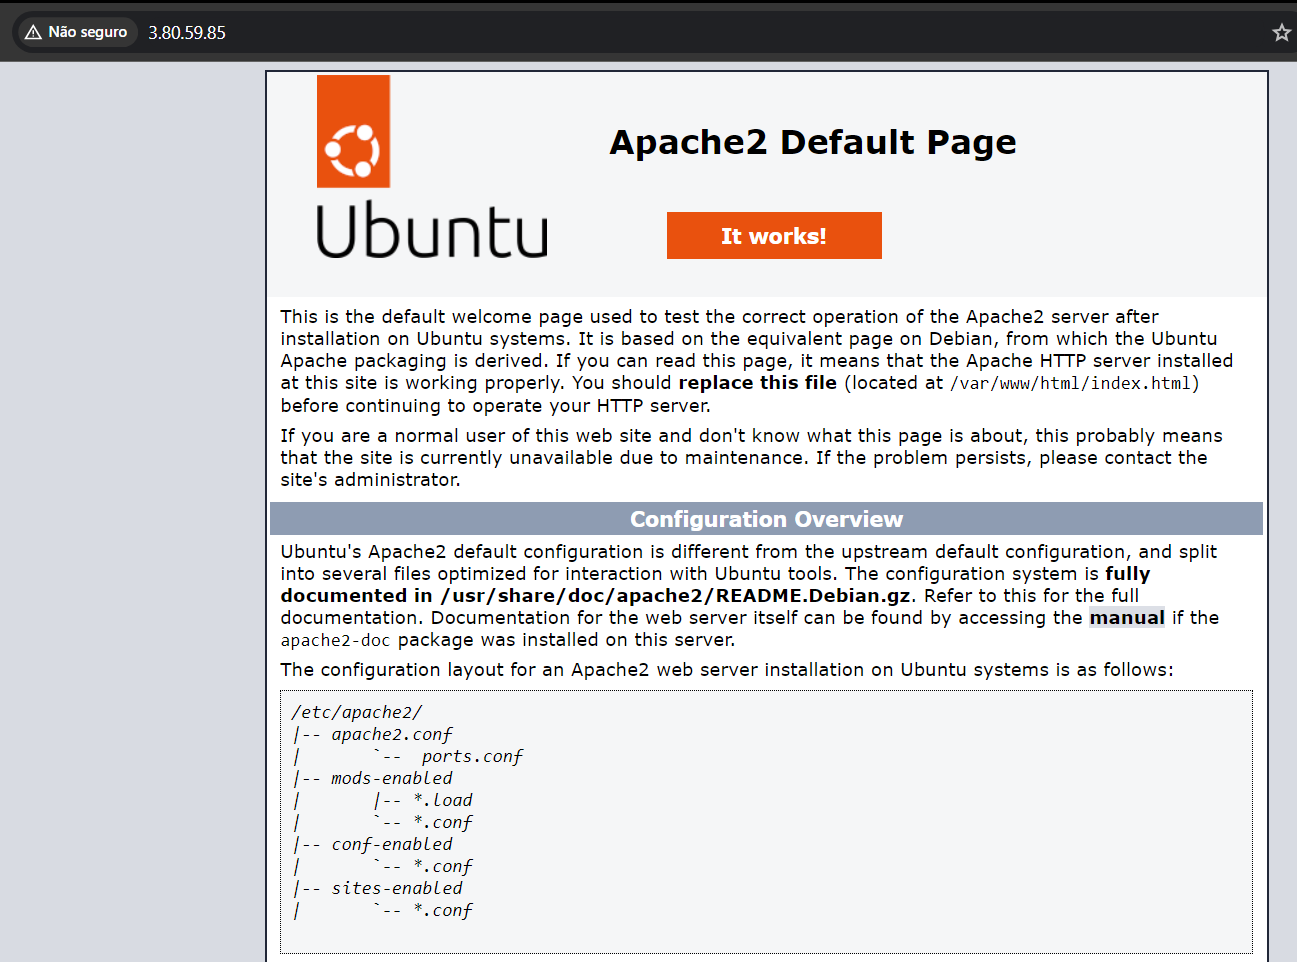 Não seguro 3.80.59.85
Apache2 Default Page
Ubuntu
It works!
This is the default welcome page used to test the correct operation of the Apache2 server after
installation on Ubuntu systems. It is based on the equivalent page on Debian, from which the Ubuntu
Apache packaging is derived. If you can read this page, it means that the Apache HTTP server installed
at this site is working properly. You should replace this file (located at /var/www/html/index.html)
before continuing to operate your HTTP server.
If you are a normal user of this web site and don't know what this page is about, this probably means
that the site is currently unavailable due to maintenance. If the problem persists, please contact the
site's administrator.
Configuration Overview
Ubuntu's Apache2 default configuration is different from the upstream default configuration, and split
into several files optimized for interaction with Ubuntu tools. The configuration system is fully
documented in /usr/share/doc/apache2/README.Debian.gz. Refer to this for the full
documentation. Documentation for the web server itself can be found by accessing the manual if the
apache2-doc package was installed on this server.
The configuration layout for an Apache2 web server installation on Ubuntu systems is as follows:
/etc/apache2/
|-- apache2.conf
|       `--  ports.conf
|-- mods-enabled
|       |-- *.load
|       `-- *.conf
|-- conf-enabled
|       `-- *.conf
|-- sites-enabled
|       `-- *.conf